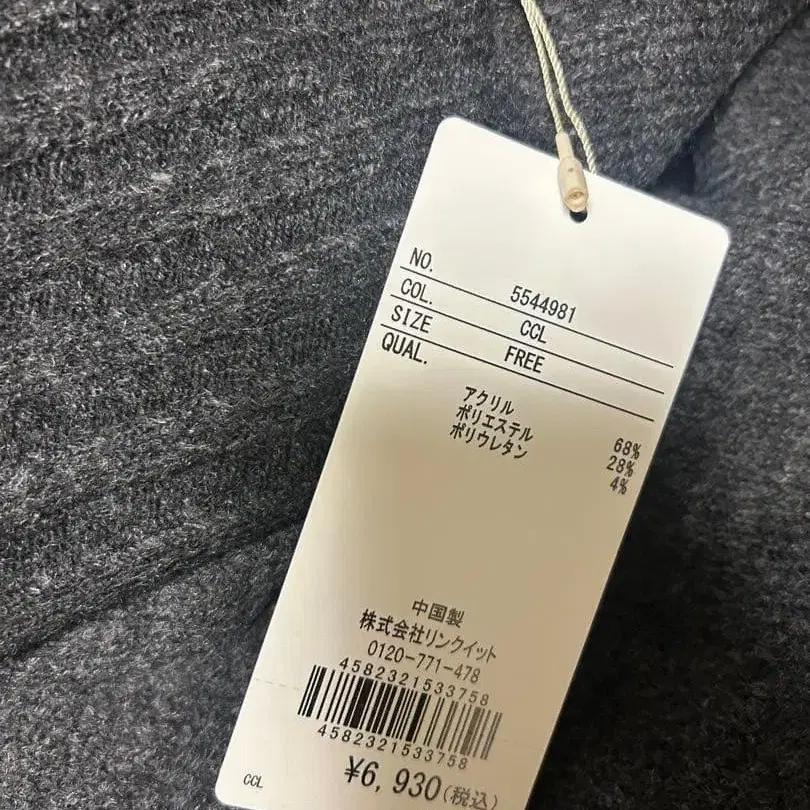 NO. 5544981
COL. CCL
SIZE FREE
QUAL.
アクリル 68%
ポリエステル 28%
ポリウレタン 4%
中国製
株式会社リンクイット
0120-771-478
4582321533758
4582321533758
¥6,930(税込)
CCL